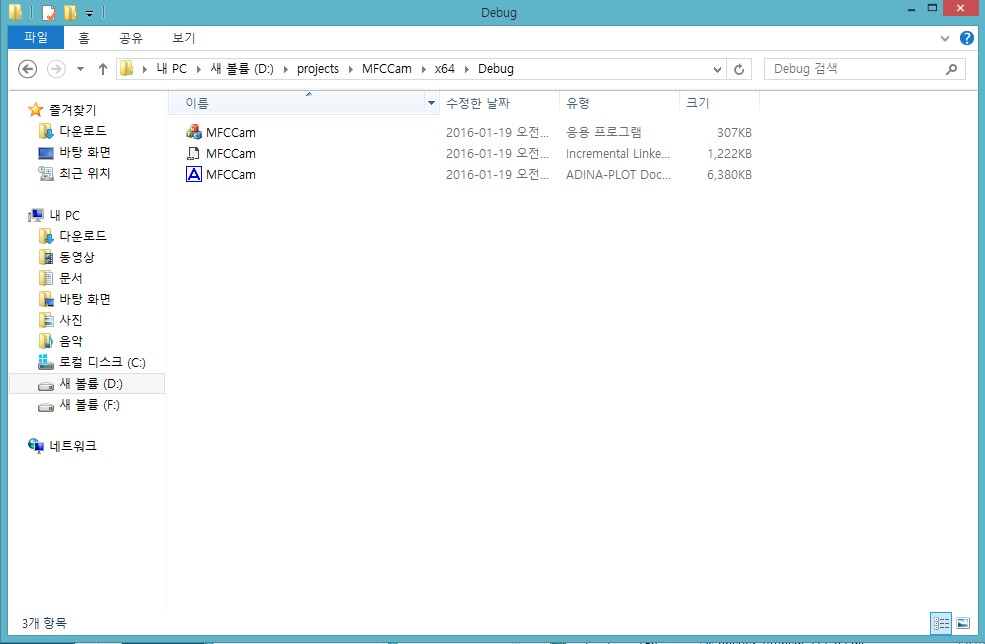 Debug
파일 홈 공유 보기
내 PC 새 볼륨 (D:) projects MFCCam x64 Debug
Debug 검색
이름 수정한 날짜 유형 크기
MFCCam 2016-01-19 오전... 응용 프로그램 307KB
MFCCam 2016-01-19 오전... Incremental Linke... 1,222KB
MFCCam 2016-01-19 오전... ADINA-PLOT Doc... 6,380KB
즐겨찾기
다운로드
바탕 화면
최근 위치
내 PC
다운로드
동영상
문서
바탕 화면
사진
음악
로컬 디스크 (C:)
새 볼륨 (D:)
새 볼륨 (F:)
네트워크
3개 항목